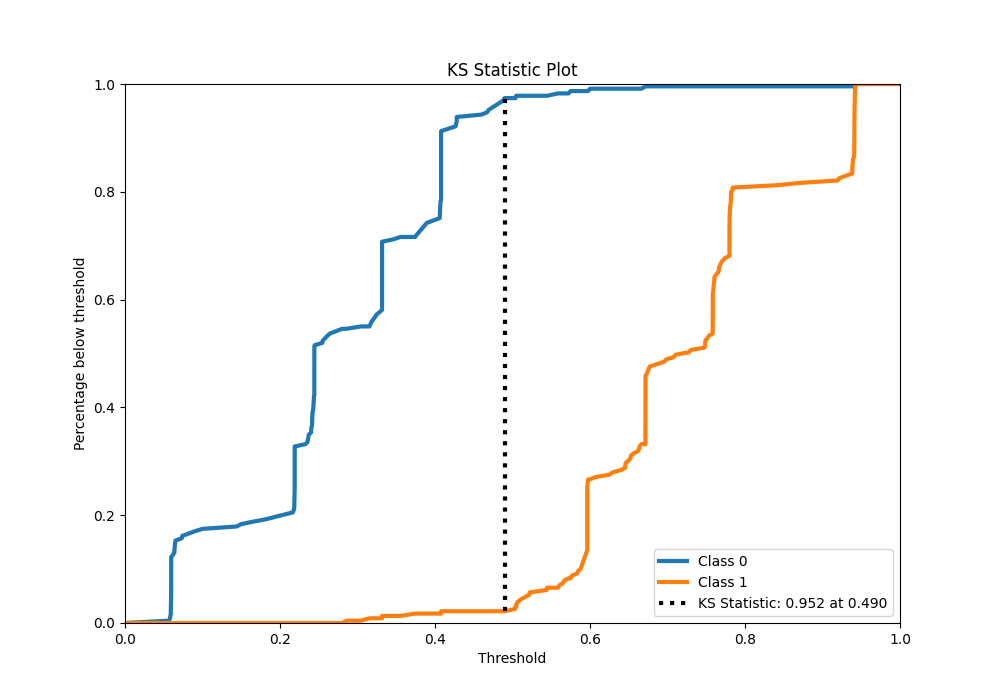 KS Statistic Plot
Percentage below threshold
1.0
0.8
0.6
0.4
0.2
0.0
0.0 0.2 0.4 0.6 0.8 1.0
Threshold
Class 0
Class 1
KS Statistic: 0.952 at 0.490